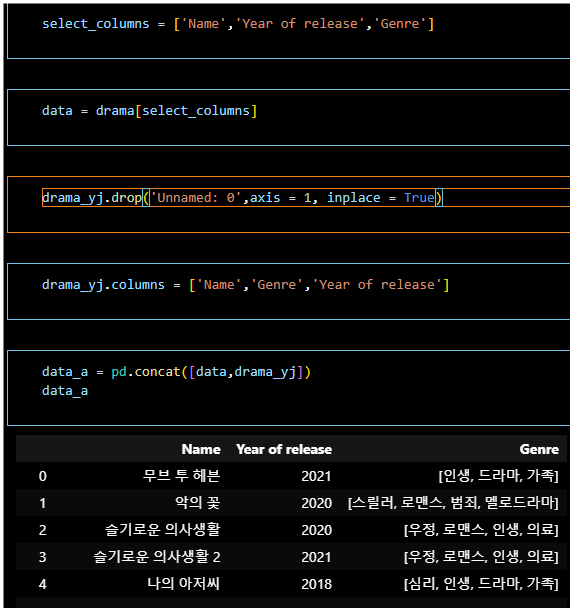 select_columns = ['Name','Year of release','Genre']
data = drama[select_columns]
drama_yj.drop('Unnamed: 0',axis = 1, inplace = True)
drama_yj.columns = ['Name','Genre','Year of release']
data_a = pd.concat([data,drama_yj])
data_a
Name Year of release Genre
0 무브 투 헤븐 2021 [인생, 드라마, 가족]
1 악의 꽃 2020 [스릴러, 로맨스, 범죄, 멜로드라마]
2 슬기로운 의사생활 2020 [우정, 로맨스, 인생, 의료]
3 슬기로운 의사생활 2 2021 [우정, 로맨스, 인생, 의료]
4 나의 아저씨 2018 [심리, 인생, 드라마, 가족]